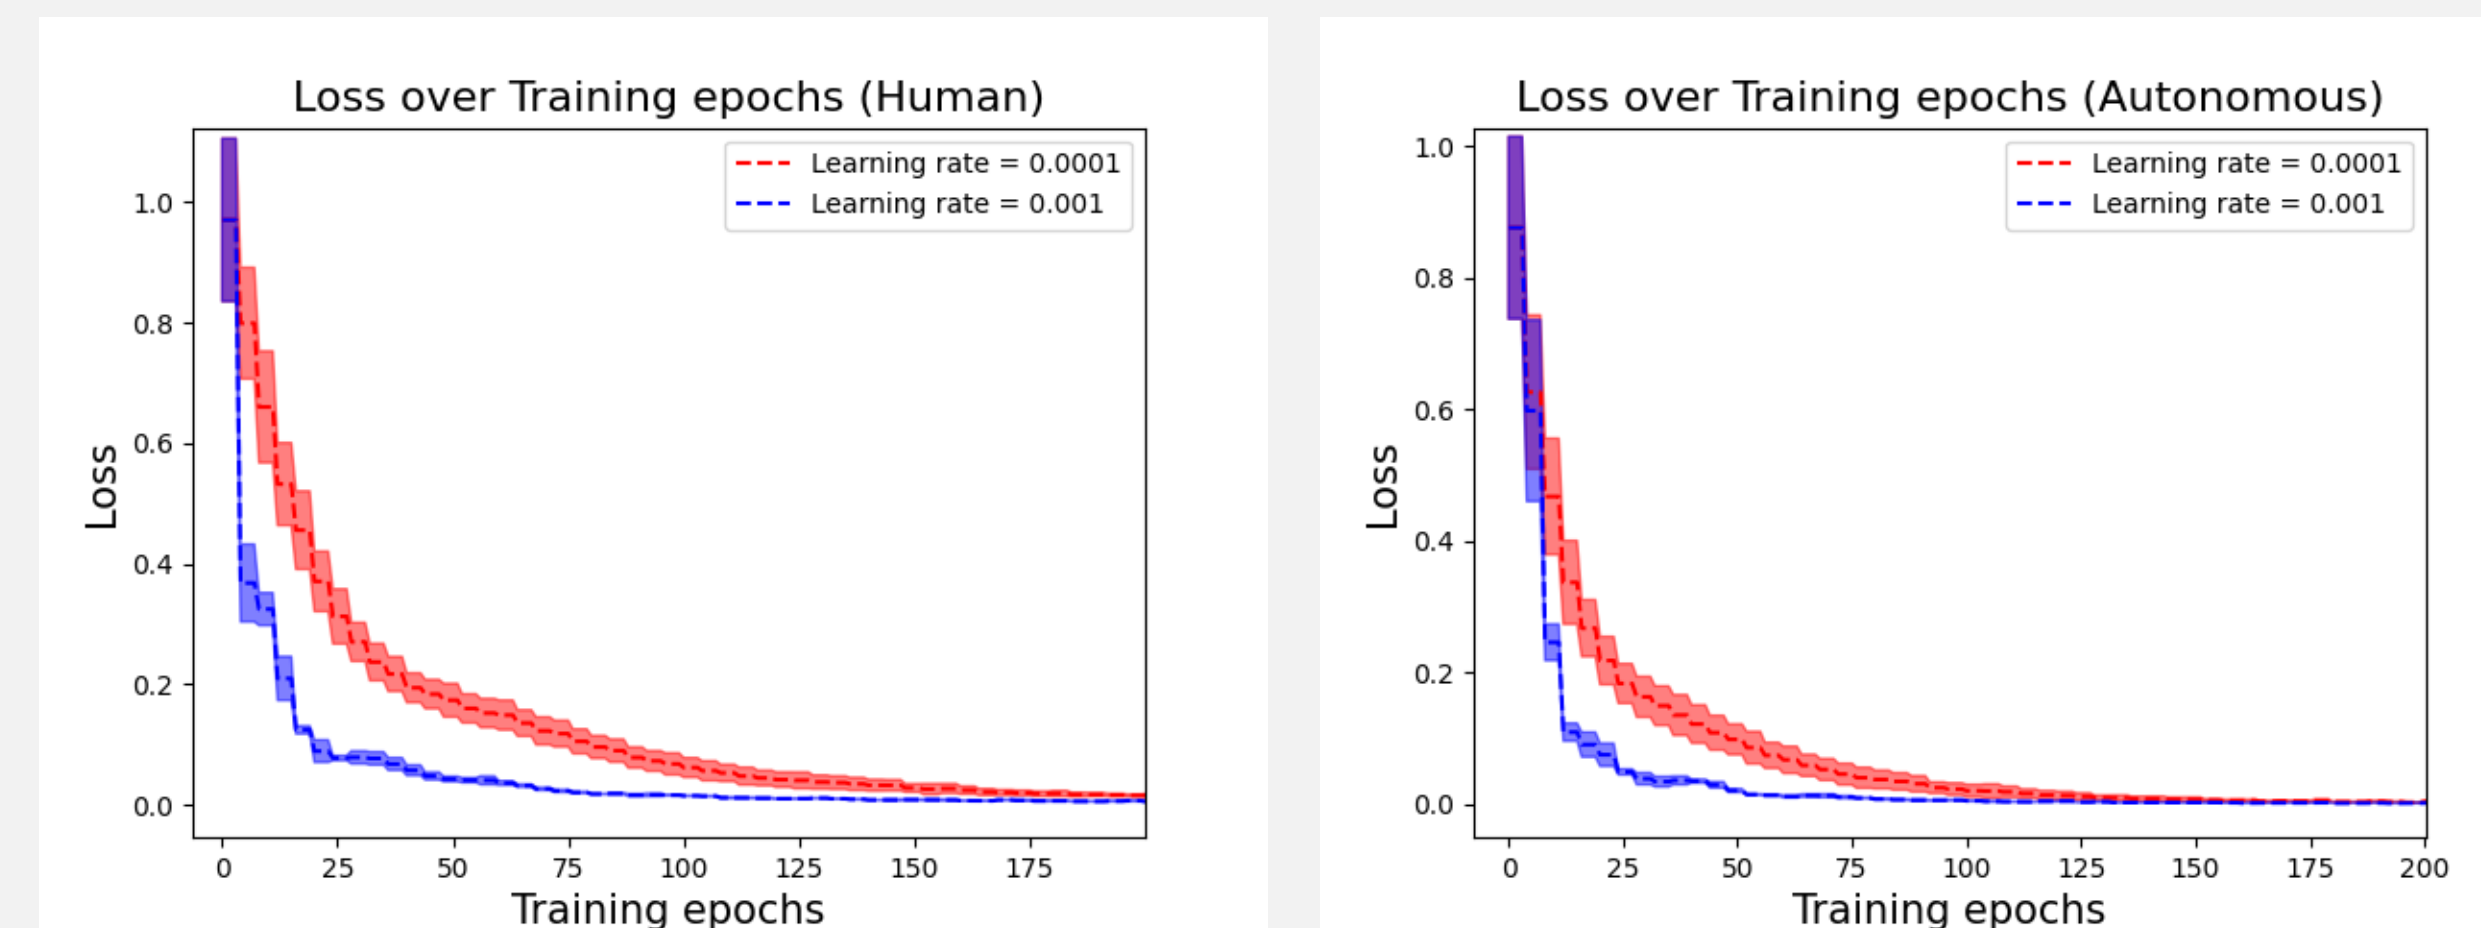 Loss over Training epochs (Human)
Learning rate = 0.0001
Learning rate = 0.001
Loss
1.0
0.8
0.6
0.4
0.2
0.0
0 25 50 75 100 125 150 175
Training epochs
Loss over Training epochs (Autonomous)
Learning rate = 0.0001
Learning rate = 0.001
Loss
1.0
0.8
0.6
0.4
0.2
0.0
0 25 50 75 100 125 150 175 200
Training epochs